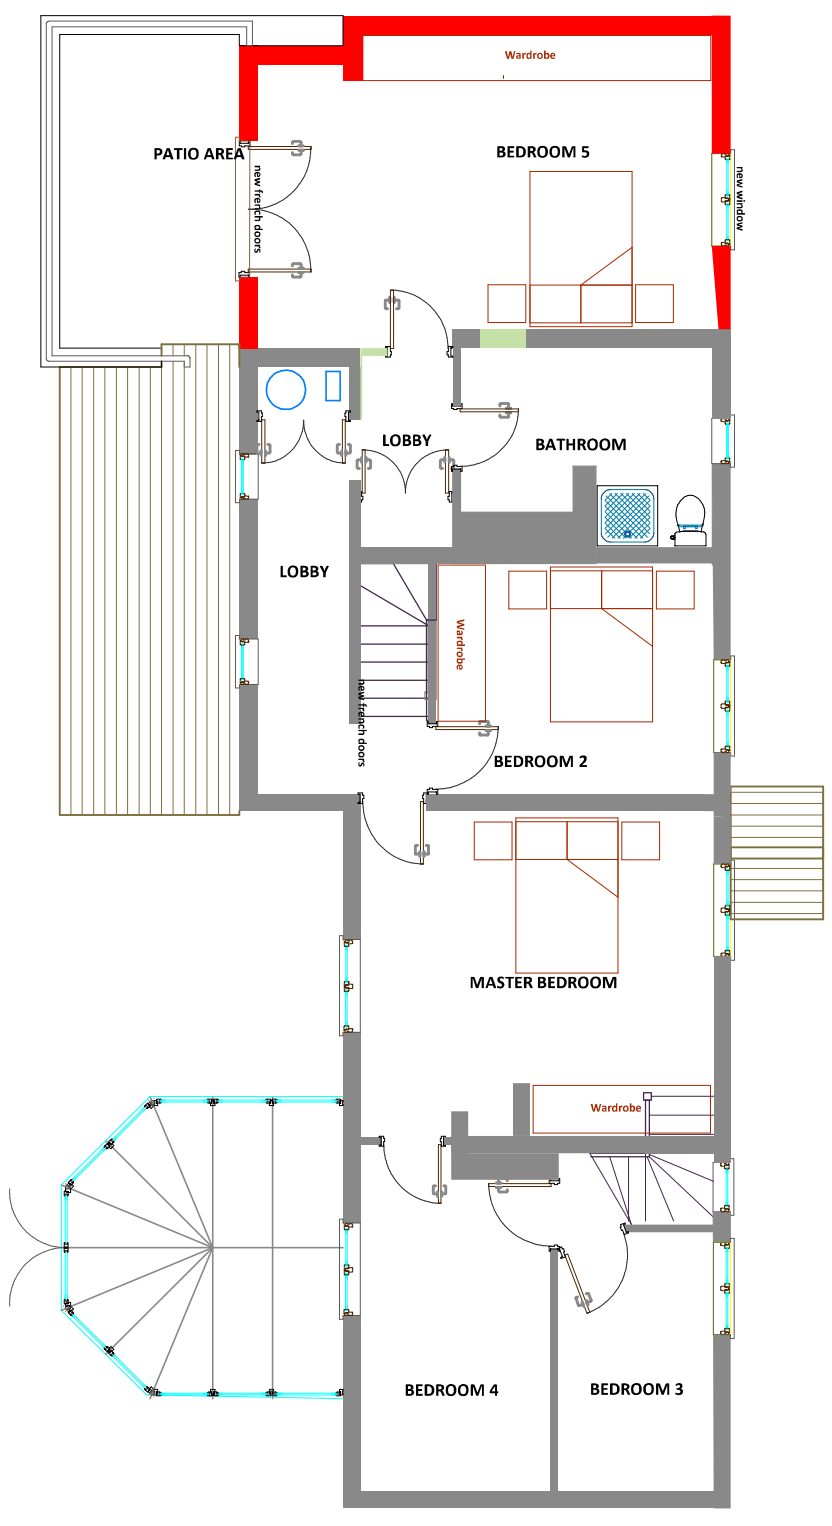 Wardrobe
PATIO AREA
BEDROOM 5
new french doors
new window
LOBBY
BATHROOM
LOBBY
Wardrobe
new french doors
BEDROOM 2
MASTER BEDROOM
Wardrobe
BEDROOM 4
BEDROOM 3